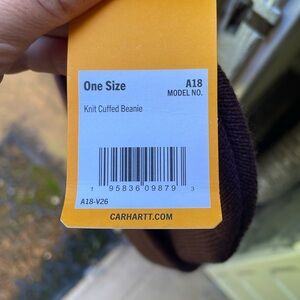 One Size
A18
MODEL NO.
Knit Cuffed Beanie
1 95836 09879 3
A18-V26
CARHARTT.COM